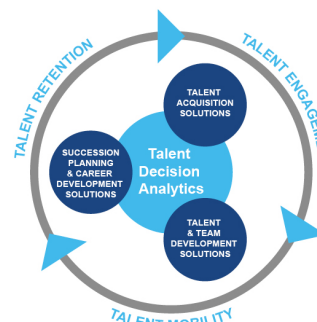 TALENT RETENTION
TALENT
TALENT
ACQUISITION
SOLUTIONS
SUCCESSION
PLANNING
& CAREER
DEVELOPMENT
SOLUTIONS
Talent
Decision
Analytics
TALENT
& TEAM
DEVELOPMENT
SOLUTIONS
TALENT MOBILITY